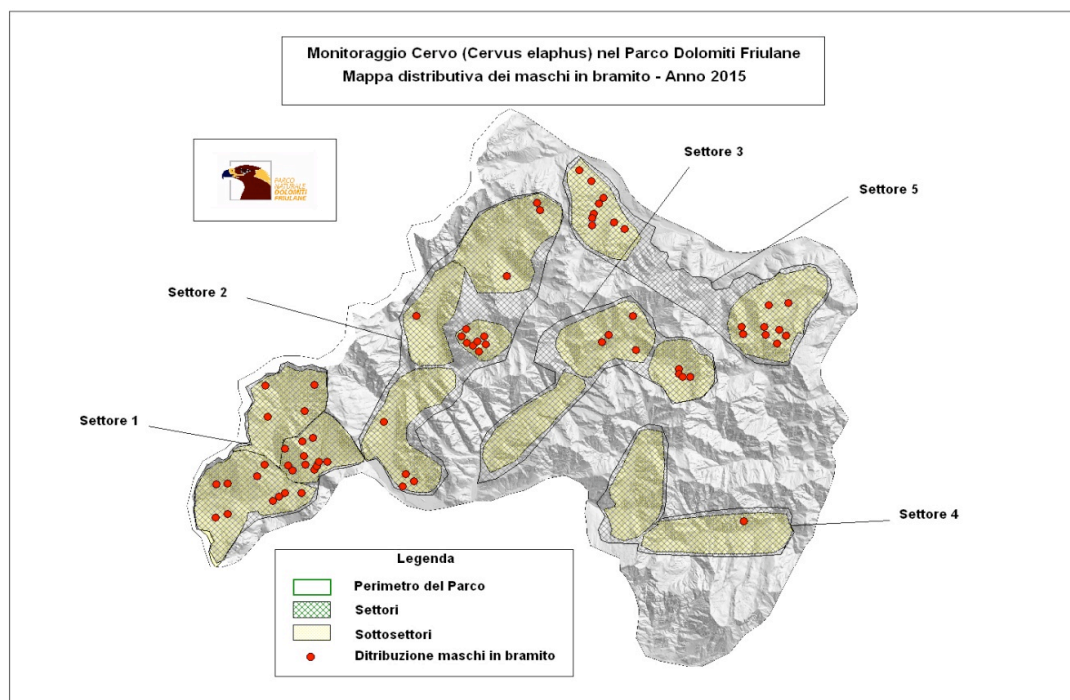 Monitoraggio Cervo (Cervus elaphus) nel Parco Dolomiti Friulane
Mappa distributiva dei maschi in bramito - Anno 2015
PARCO
NATURALE
DOLOMITI
FRIULANE
Settore 3
Settore 5
Settore 2
Settore 1
Settore 4
Legenda
Perimetro del Parco
Settori
Sottosettori
Ditribuzione maschi in bramito